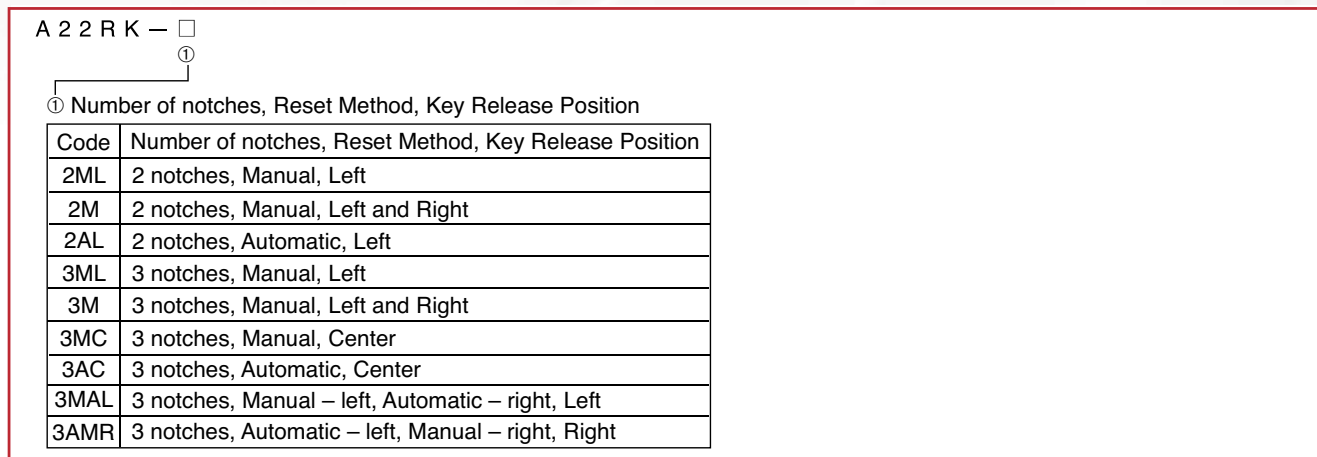 A22RK－□
①
① Number of notches, Reset Method, Key Release Position
Code Number of notches, Reset Method, Key Release Position
2ML 2 notches, Manual, Left
2M 2 notches, Manual, Left and Right
2AL 2 notches, Automatic, Left
3ML 3 notches, Manual, Left
3M 3 notches, Manual, Left and Right
3MC 3 notches, Manual, Center
3AC 3 notches, Automatic, Center
3MAL 3 notches, Manual – left, Automatic – right, Left
3AMR 3 notches, Automatic – left, Manual – right, Right